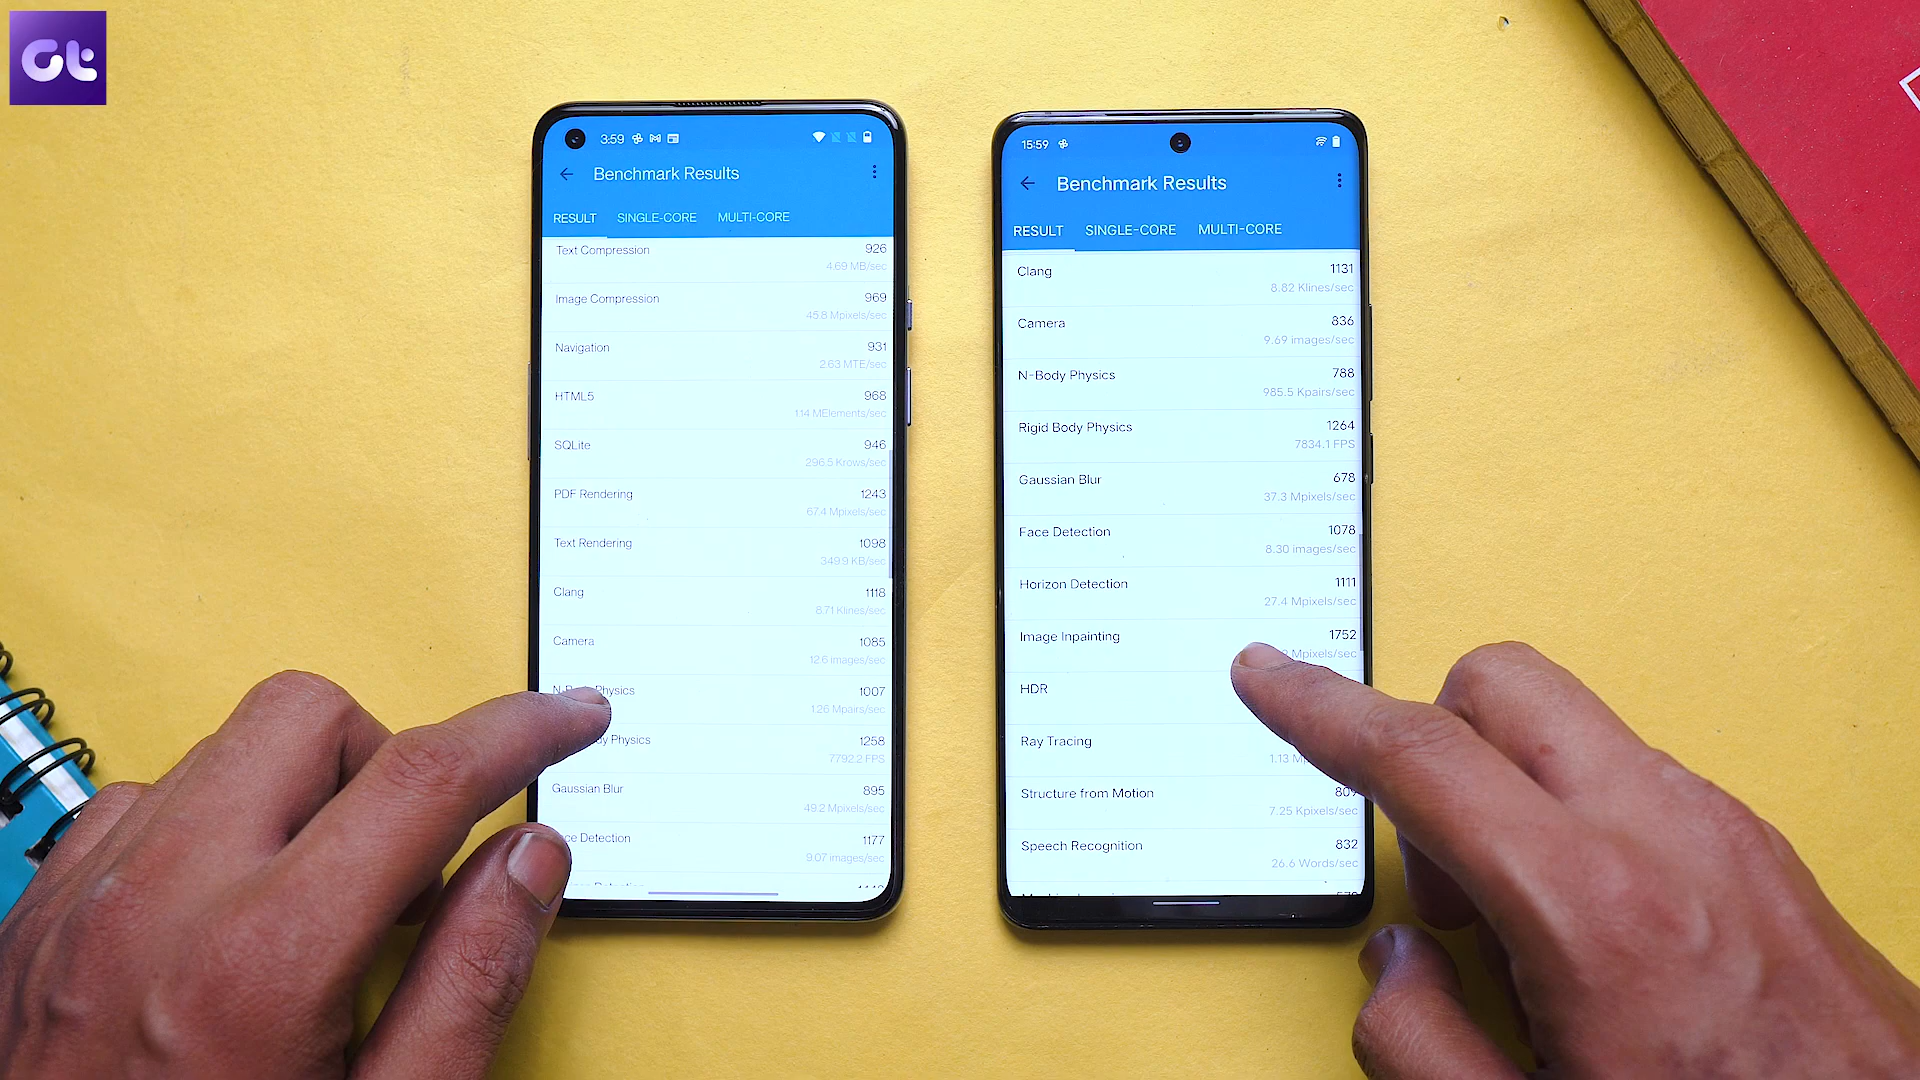 Gt
3:59
Benchmark Results
RESULT SINGLE-CORE MULTI-CORE
Text Compression 926
4.69 MB/sec
Image Compression 969
45.8 Mpixels/sec
Navigation 931
2.63 MTE/sec
HTML5 968
1.14 MElements/sec
SQLite 946
296.5 Krows/sec
PDF Rendering 1243
67.4 Mpixels/sec
Text Rendering 1098
349.9 KB/sec
Clang 1118
8.71 Klines/sec
Camera 1085
12.6 images/sec
Physics 1007
1.26 Mpairs/sec
Physics 1258
7792.2 FPS
Gaussian Blur 895
49.2 Mpixels/sec
Detection 1177
9.07 images/sec
15:59
Benchmark Results
RESULT SINGLE-CORE MULTI-CORE
Clang 1131
8.82 Klines/sec
Camera 836
9.69 images/sec
N-Body Physics 788
985.5 Kpairs/sec
Rigid Body Physics 1264
7834.1 FPS
Gaussian Blur 678
37.3 Mpixels/sec
Face Detection 1078
8.30 images/sec
Horizon Detection 1111
27.4 Mpixels/sec
Image Inpainting 1752
Mpixels/sec
HDR
Ray Tracing
1.13
Structure from Motion
7.25 Kpixels/sec
Speech Recognition 832
26.6 Words/sec